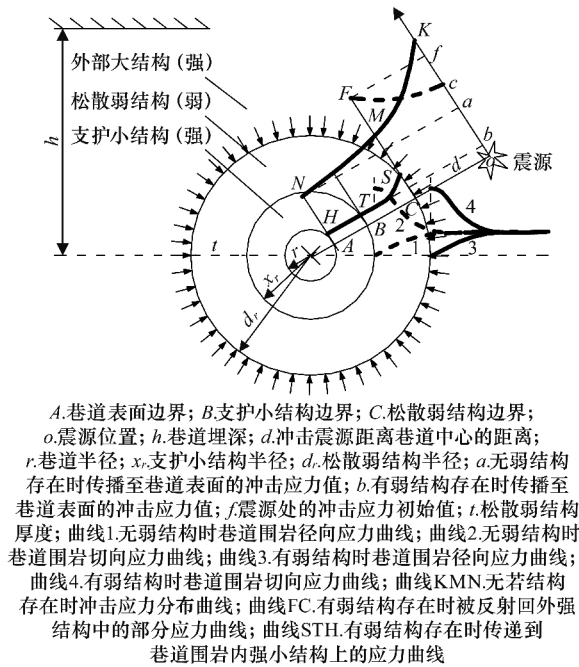 K
f
外部大结构(强)
F
c
松散弱结构(弱)
a
M
支护小结构(强)
h
b
d
震源
N
S
T
C
4
H
2
B
A
1
3
t
r
x_r
d_r
A.巷道表面边界；B.支护小结构边界；C.松散弱结构边界；
o.震源位置；h.巷道埋深；d.冲击震源距离巷道中心的距离；
r.巷道半径；x_r.支护小结构半径；d_r.松散弱结构半径；a.无弱结构
存在时传播至巷道表面的冲击应力值；b.有弱结构存在时传播至
巷道表面的冲击应力值；f.震源处的冲击应力初始值；t.松散弱结构
厚度；曲线1.无弱结构时巷道围岩径向应力曲线；曲线2.无弱结构时
巷道围岩切向应力曲线；曲线3.有弱结构时巷道围岩径向应力曲线；
曲线4.有弱结构时巷道围岩切向应力曲线；曲线KMN.无若结构
存在时冲击应力分布曲线；曲线FC.有弱结构存在时被反射回外强
结构中的部分应力曲线；曲线STH.有弱结构存在时传递到
巷道围岩内强小结构上的应力曲线